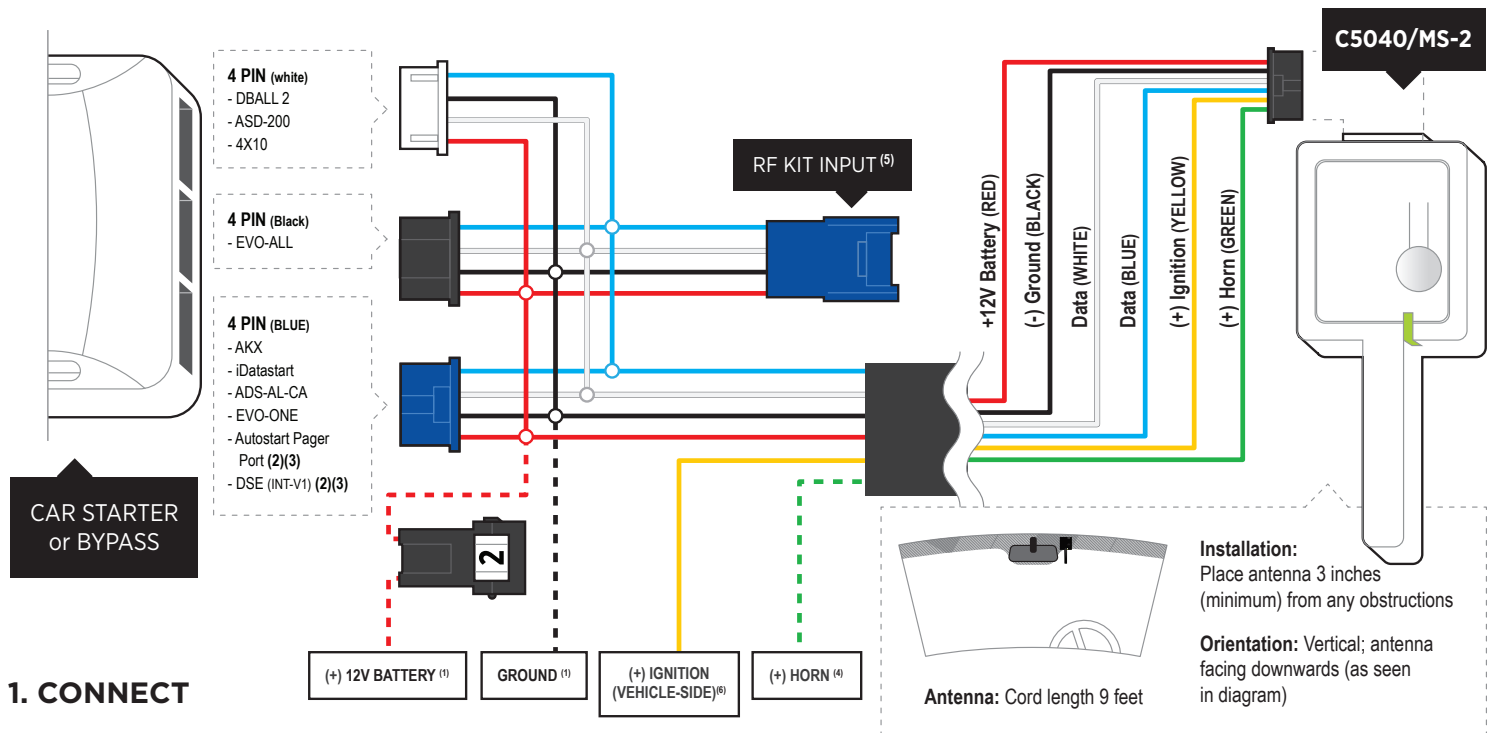 4 PIN (white)
- DBALL 2
- ASD-200
- 4X10
4 PIN (Black)
- EVO-ALL
4 PIN (BLUE)
- AKX
- iDatastart
- ADS-AL-CA
- EVO-ONE
- Autostart Pager
Port (2)(3)
- DSE (INT-V1) (2)(3)
CAR STARTER
or BYPASS
RF KIT INPUT (5)
+12V Battery (RED)
(-) Ground (BLACK)
Data (WHITE)
Data (BLUE)
(+) Ignition (YELLOW)
(+) Horn (GREEN)
C5040/MS-2
2
(+) 12V BATTERY (1)
GROUND (1)
(+) IGNITION
(VEHICLE-SIDE)(6)
(+) HORN (4)
1. CONNECT
Antenna: Cord length 9 feet
Installation:
Place antenna 3 inches
(minimum) from any obstructions
Orientation: Vertical; antenna
facing downwards (as seen
in diagram)